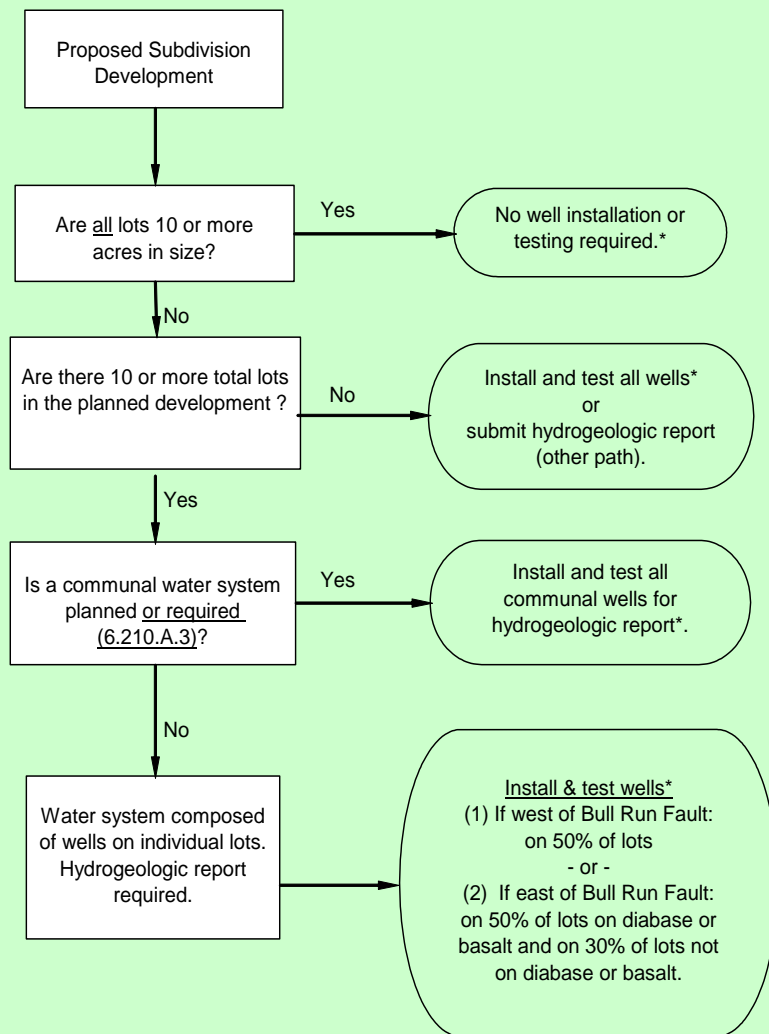 Proposed Subdivision
Development
Are all lots 10 or more
acres in size?
Yes
No well installation or
testing required.*
No
Are there 10 or more total lots
in the planned development ?
No
Install and test all wells*
or
submit hydrogeologic report
(other path).
Yes
Is a communal water system
planned or required
(6.210.A.3)?
Yes
Install and test all
communal wells for
hydrogeologic report*.
No
Water system composed
of wells on individual lots.
Hydrogeologic report
required.
Install & test wells*
(1) If west of Bull Run Fault:
on 50% of lots
- or -
(2) If east of Bull Run Fault:
on 50% of lots on diabase or
basalt and on 30% of lots not
on diabase or basalt.